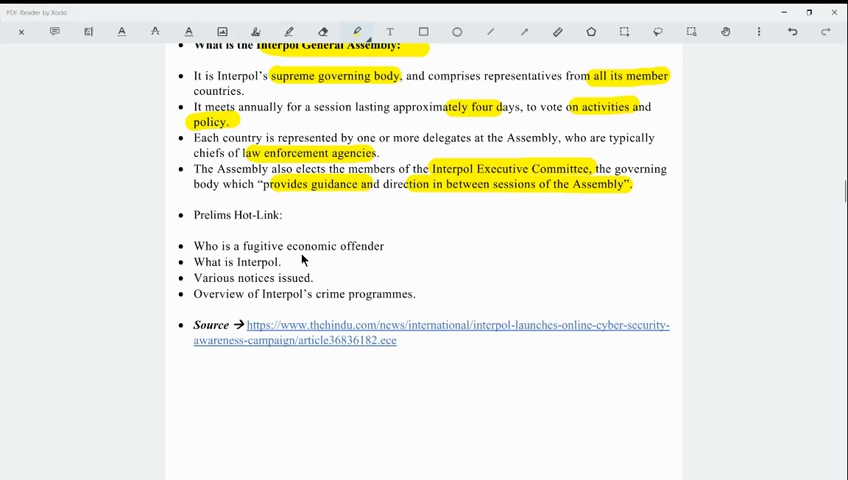 PDF Reader by Xodo
What is the Interpol General Assembly:
It is Interpol's supreme governing body, and comprises representatives from all its member
countries.
It meets annually for a session lasting approximately four days, to vote on activities and
policy.
Each country is represented by one or more delegates at the Assembly, who are typically
chiefs of law enforcement agencies.
The Assembly also elects the members of the Interpol Executive Committee, the governing
body which “provides guidance and direction in between sessions of the Assembly”.
Prelims Hot-Link:
Who is a fugitive economic offender
What is Interpol.
Various notices issued.
Overview of Interpol's crime programmes.
Source → https://www.thehindu.com/news/international/interpol-launches-online-cyber-security-
awareness-campaign/article36836182.ece